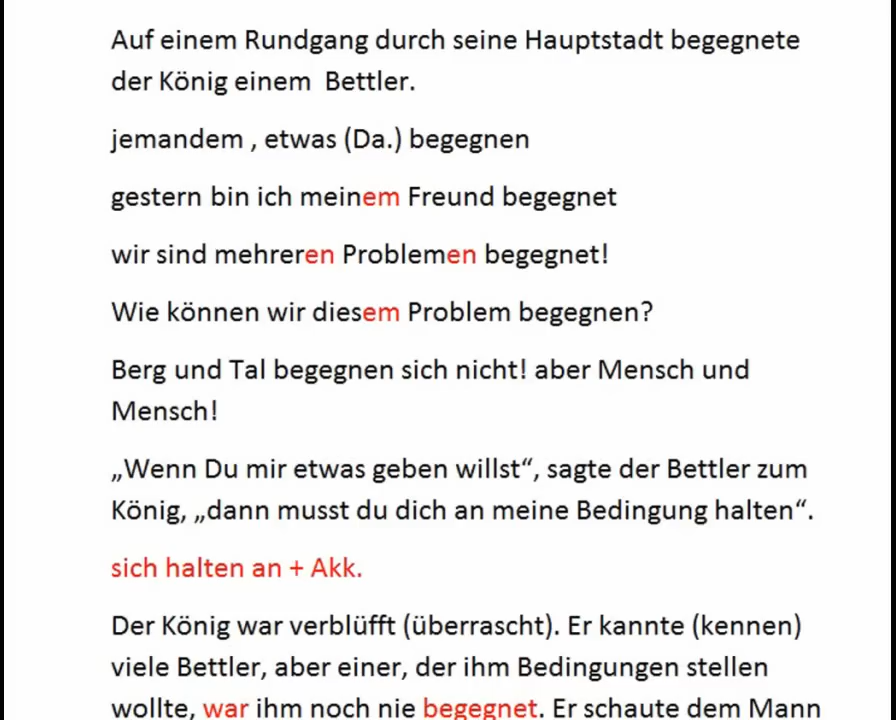 Auf einem Rundgang durch seine Hauptstadt begegnete
der König einem  Bettler.
jemandem , etwas (Da.) begegnen
gestern bin ich meinem Freund begegnet
wir sind mehreren Problemen begegnet!
Wie können wir diesem Problem begegnen?
Berg und Tal begegnen sich nicht! aber Mensch und
Mensch!
„Wenn Du mir etwas geben willst“, sagte der Bettler zum
König, „dann musst du dich an meine Bedingung halten“.
sich halten an + Akk.
Der König war verblüfft (überrascht). Er kannte (kennen)
viele Bettler, aber einer, der ihm Bedingungen stellen
wollte, war ihm noch nie begegnet. Er schaute dem Mann